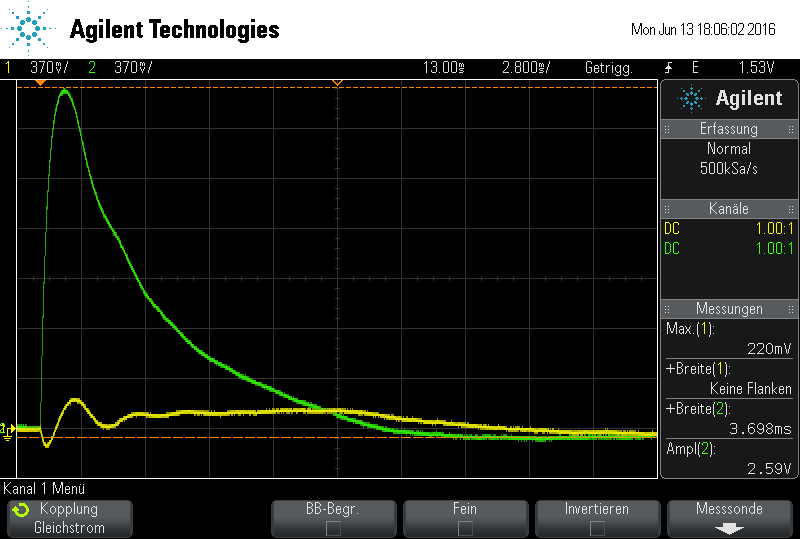 Agilent Technologies
Mon Jun 13 18:06:02 2016
1 370mV/ 2 370mV/ 13.00ms 2.800ms/ Getrigg. E 1.53V
Agilent
Erfassung
Normal
500kSa/s
Kanäle
DC 1.00:1
DC 1.00:1
Messungen
Max.(1):
220mV
+Breite(1):
Keine Flanken
+Breite(2):
3.698ms
Ampl(2):
2.59V
Kanal 1 Menü
Kopplung
Gleichstrom
BB-Begr.
Fein
Invertieren
Messsonde